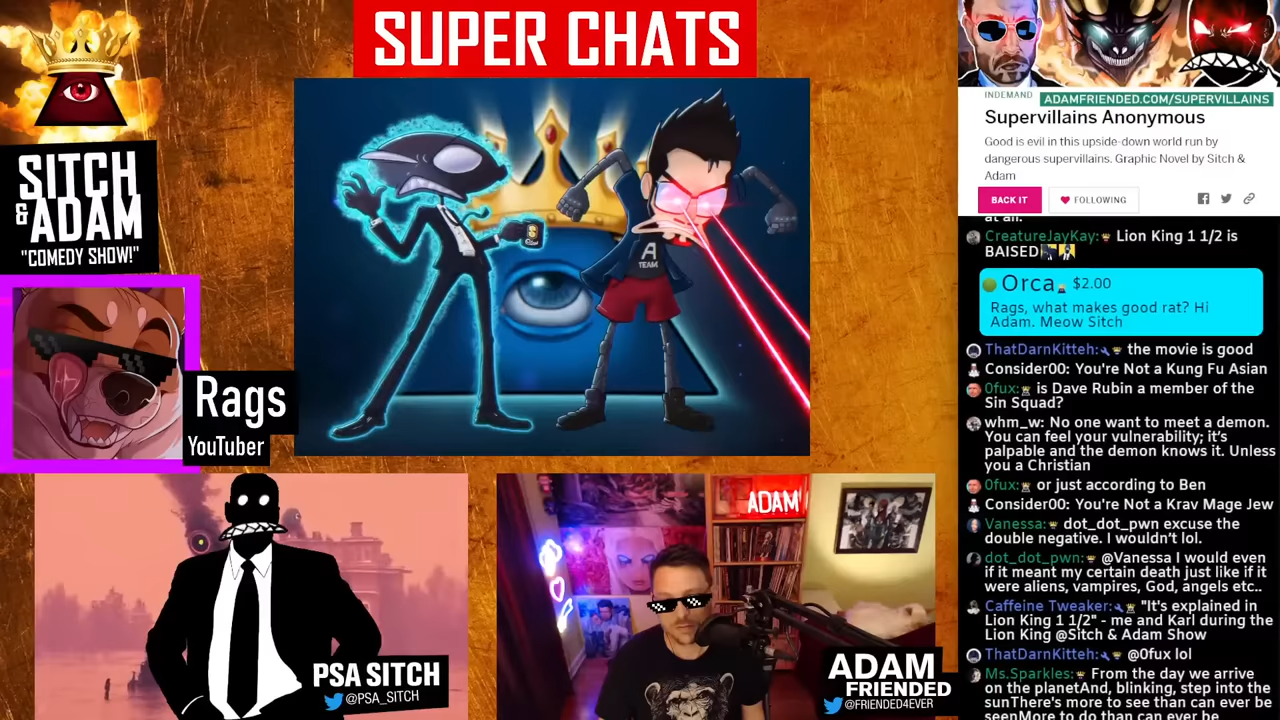 SUPER CHATS
SITCH
& ADAM
"COMEDY SHOW!"
A
TEAM
$
Rags
YouTuber
PSA SITCH
@PSA_SITCH
ADAM
ADAM
FRIENDED
@FRIENDED4EVER
INDEMAND
ADAMFRIENDED.COM/SUPERVILLAINS
Supervillains Anonymous
Good is evil in this upside-down world run by
dangerous supervillains. Graphic Novel by Sitch &
Adam
BACK IT
FOLLOWING
at all.
CreatureJayKay: Lion King 1 1/2 is
BAISED
Orca $2.00
Rags, what makes good rat? Hi
Adam. Meow Sitch
ThatDarnKitteh: the movie is good
Consider00: You're Not a Kung Fu Asian
0fux: is Dave Rubin a member of the
Sin Squad?
whm_w: No one want to meet a demon.
You can feel your vulnerability; it's
palpable and the demon knows it. Unless
you a Christian
0fux: or just according to Ben
Consider00: You're Not a Krav Mage Jew
Vanessa: dot_dot_pwn excuse the
double negative. I wouldn't lol.
dot_dot_pwn: @Vanessa I would even
if it meant my certain death just like if it
were aliens, vampires, God, angels etc..
Caffeine Tweaker: "It's explained in
Lion King 1 1/2" - me and Karl during the
Lion King @Sitch & Adam Show
ThatDarnKitteh: @0fux lol
Ms.Sparkles: From the day we arrive
on the planetAnd, blinking, step into the
sunThere's more to see than can ever be
seenMore to do than can ever be